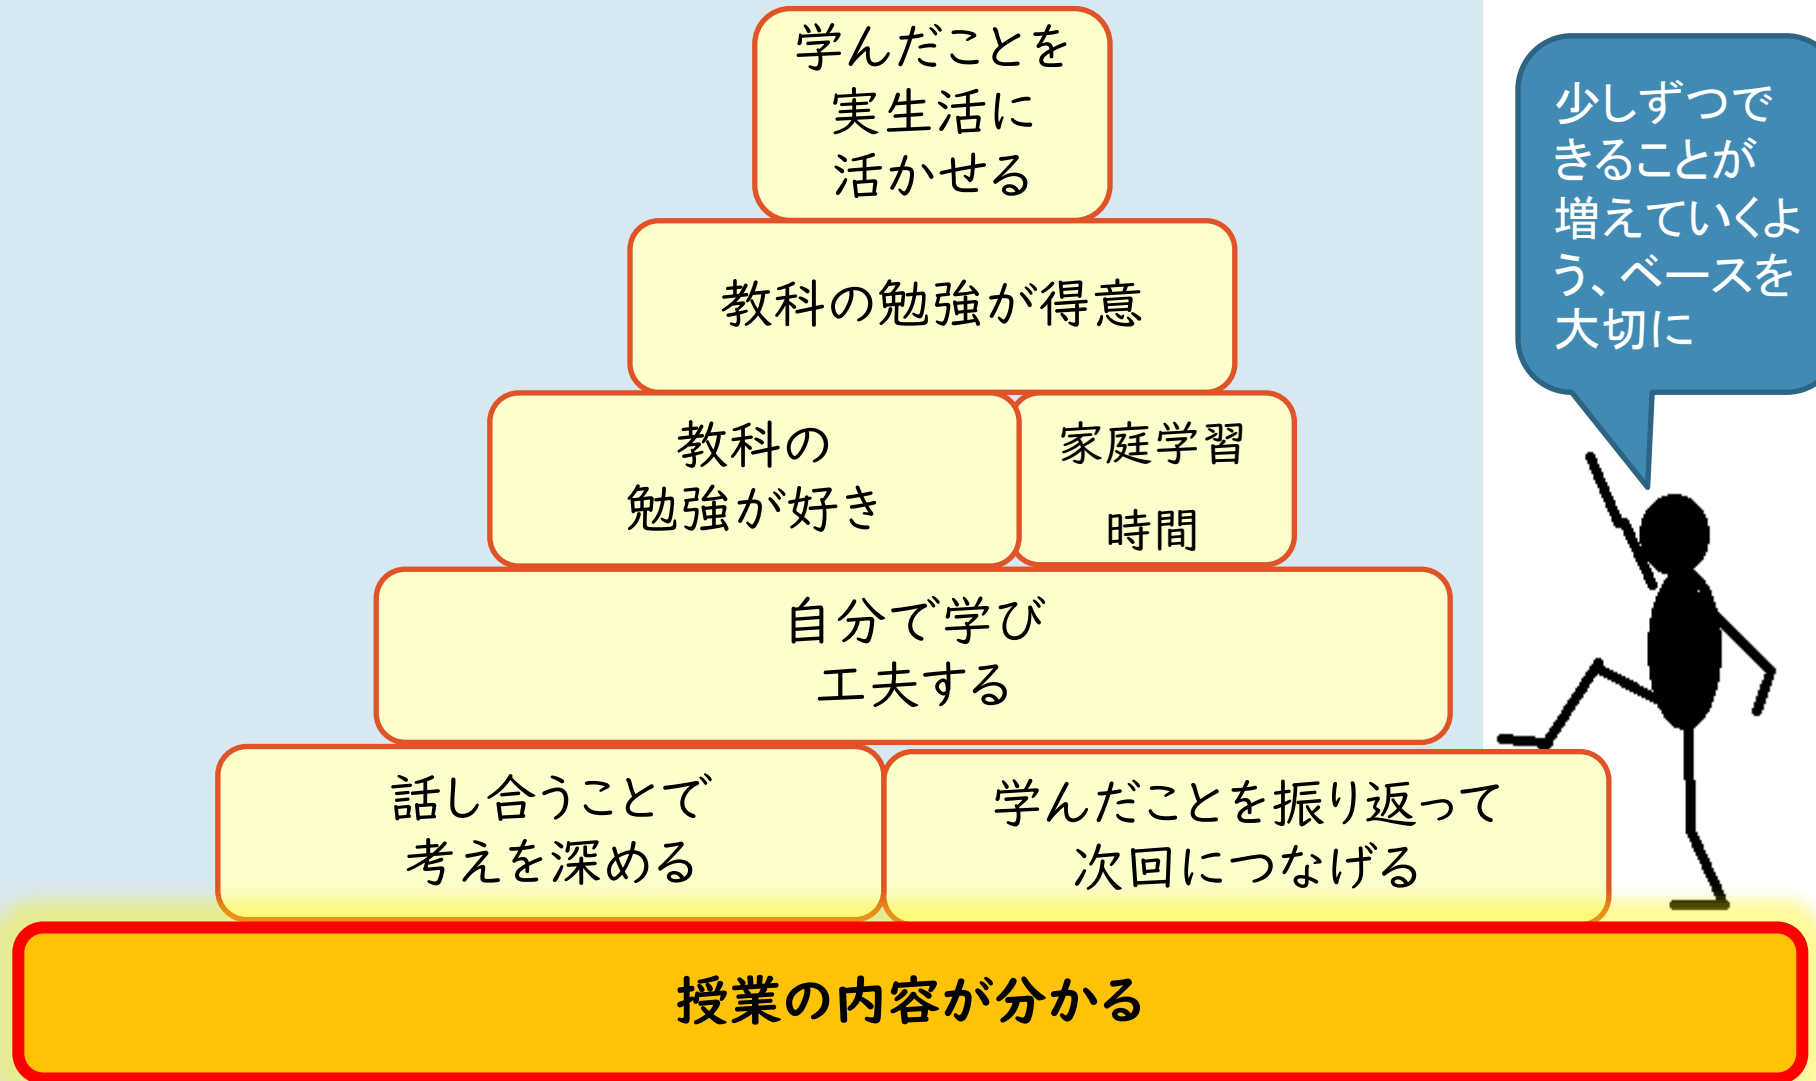 学んだことを
実生活に
活かせる
教科の勉強が得意
教科の
勉強が好き
家庭学習
時間
自分で学び
工夫する
話し合うことで
考えを深める
学んだことを振り返って
次回につなげる
授業の内容が分かる
少しずつで
きることが
増えていくよ
う、ベースを
大切に